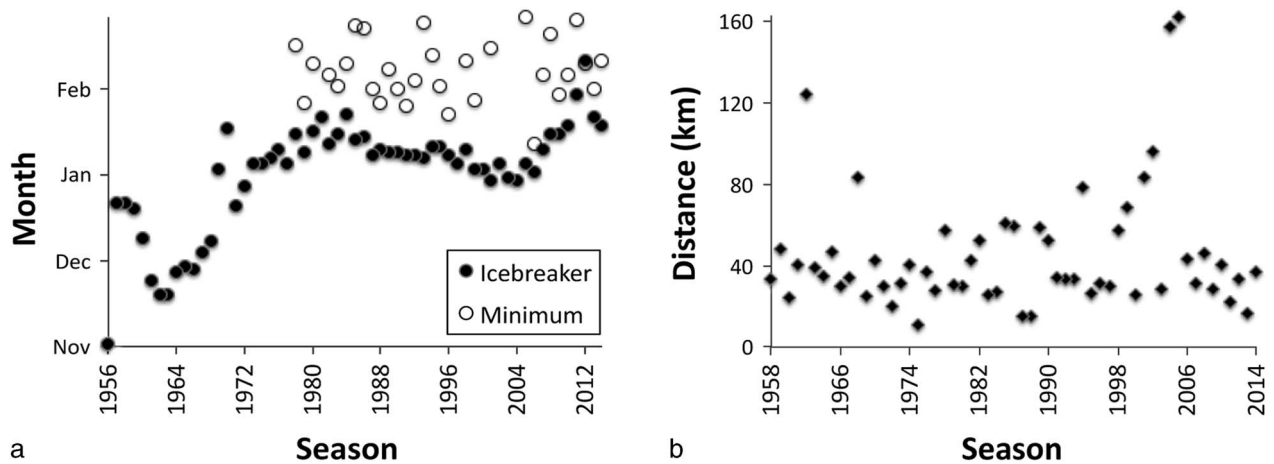 Month
Feb
Jan
Dec
Nov
Icebreaker
Minimum
1956 1964 1972 1980 1988 1996 2004 2012
Season
a
Distance (km)
160
120
80
40
0
1958 1966 1974 1982 1990 1998 2006 2014
Season
b